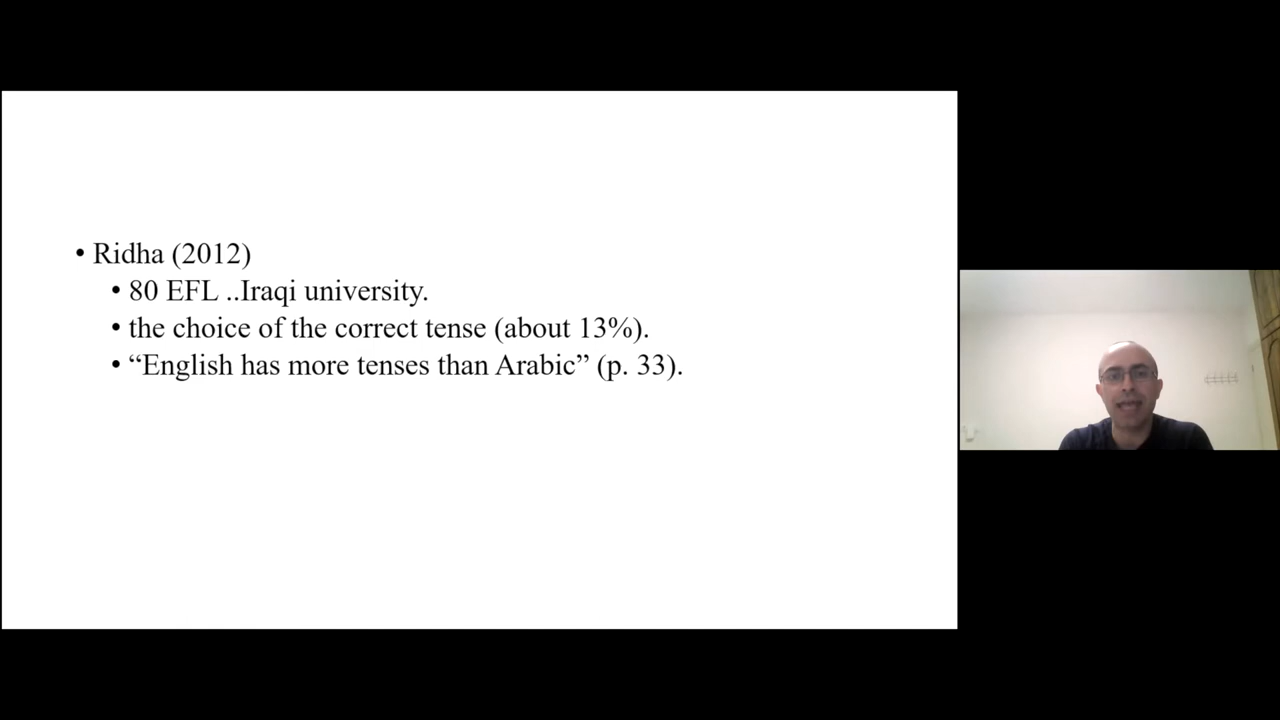 • Ridha (2012)
• 80 EFL ..Iraqi university.
• the choice of the correct tense (about 13%).
• “English has more tenses than Arabic” (p. 33).